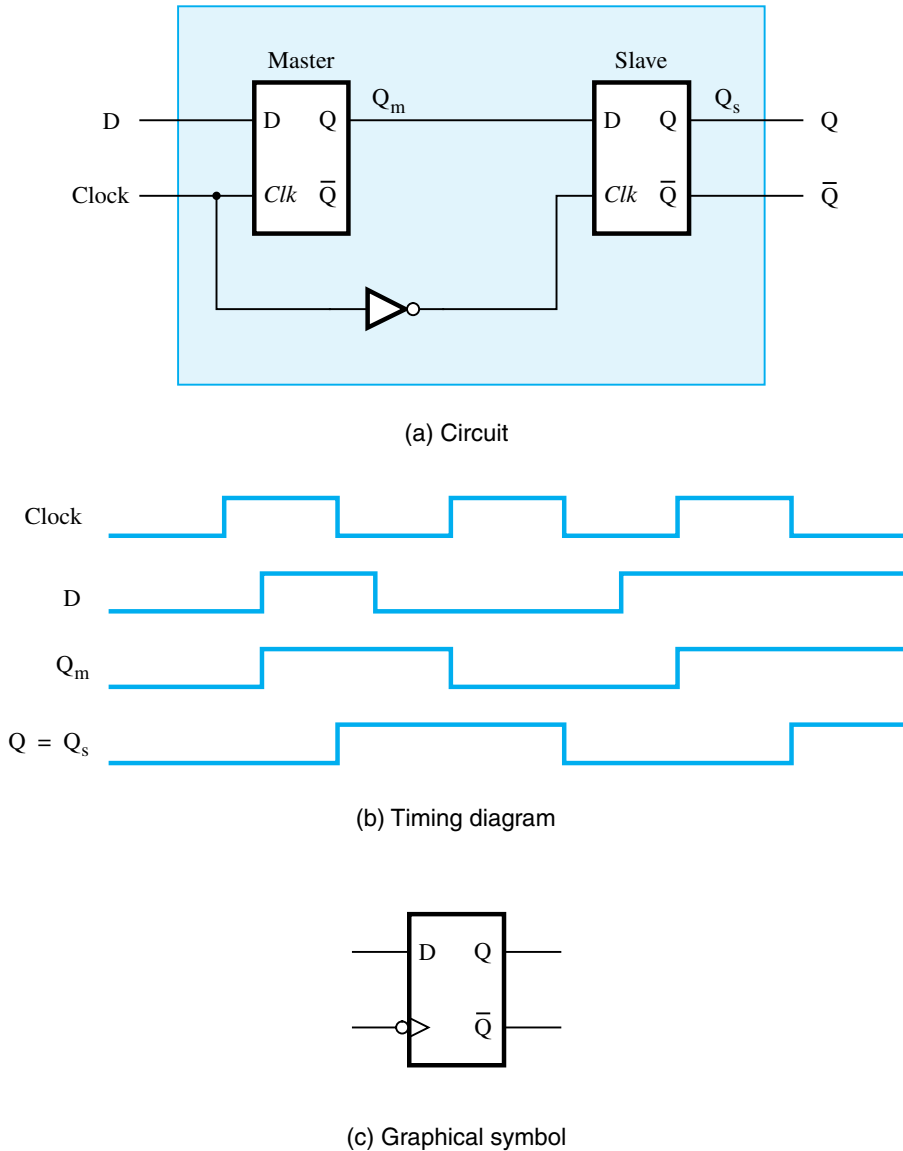 Master Slave
D D Q Q_m D Q Q_s Q
Clock Clk Q̅ Clk Q̅ Q̅
(a) Circuit
Clock
D
Q_m
Q = Q_s
(b) Timing diagram
D Q
Q̅
(c) Graphical symbol